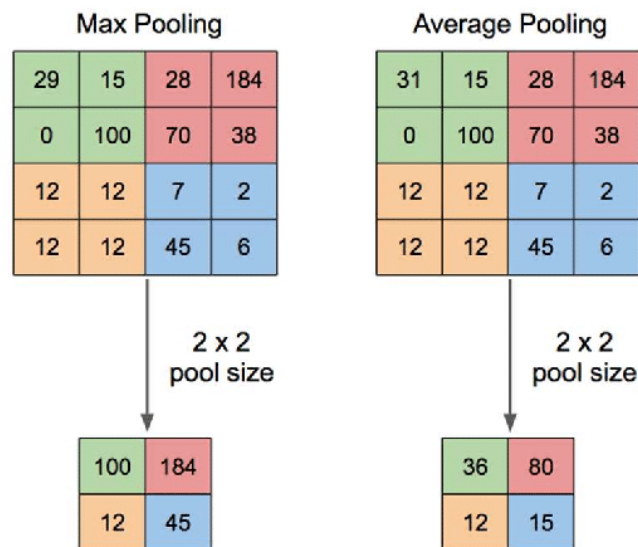 Max Pooling
29 15 28 184
0 100 70 38
12 12 7 2
12 12 45 6
2 x 2
pool size
100 184
12 45
Average Pooling
31 15 28 184
0 100 70 38
12 12 7 2
12 12 45 6
2 x 2
pool size
36 80
12 15